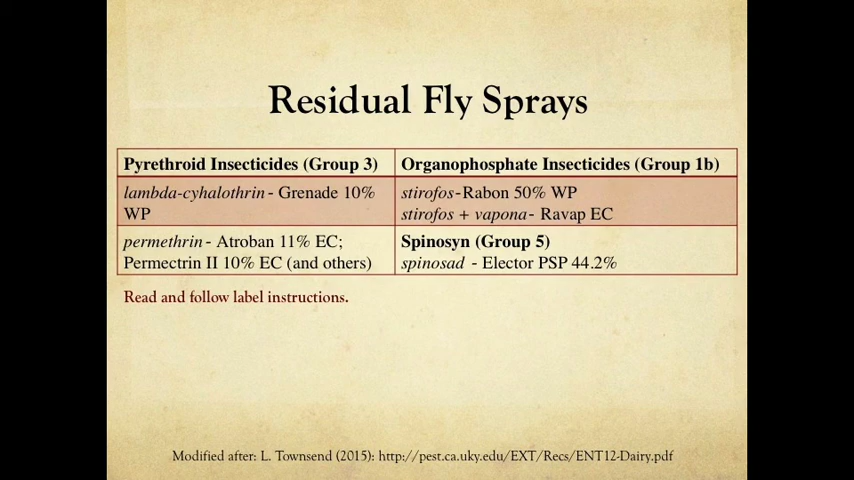 Residual Fly Sprays
Pyrethroid Insecticides (Group 3)
Organophosphate Insecticides (Group 1b)
lambda-cyhalothrin - Grenade 10%
WP
stirofos-Rabon 50% WP
stirofos + vapona- Ravap EC
permethrin - Atroban 11% EC;
Permectrin II 10% EC (and others)
Spinosyn (Group 5)
spinosad - Elector PSP 44.2%
Read and follow label instructions.
Modified after: L. Townsend (2015): http://pest.ca.uky.edu/EXT/Recs/ENT12-Dairy.pdf